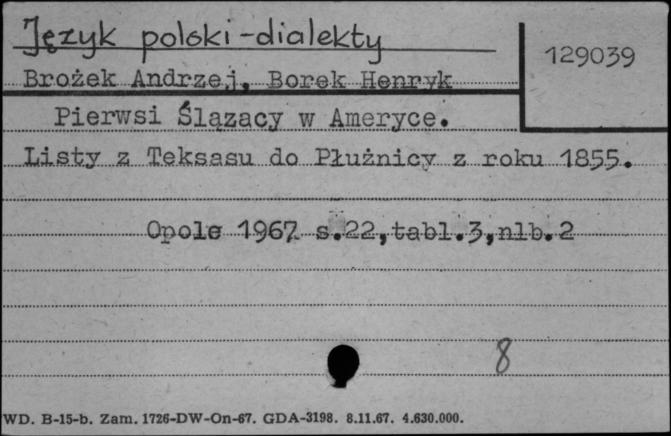 Język polski-dialekty
129039
Brożek Andrzej, Borek Henryk
Pierwsi Ślązacy w Ameryce.
Listy z Teksasu do Płużnicy z roku 1855.
Opole 1967 s.22,tabl.3,nlb.2
8
WD. B-15-b. Zam. 1726-DW-On-67. GDA-3198. 8.11.67. 4.630.000.